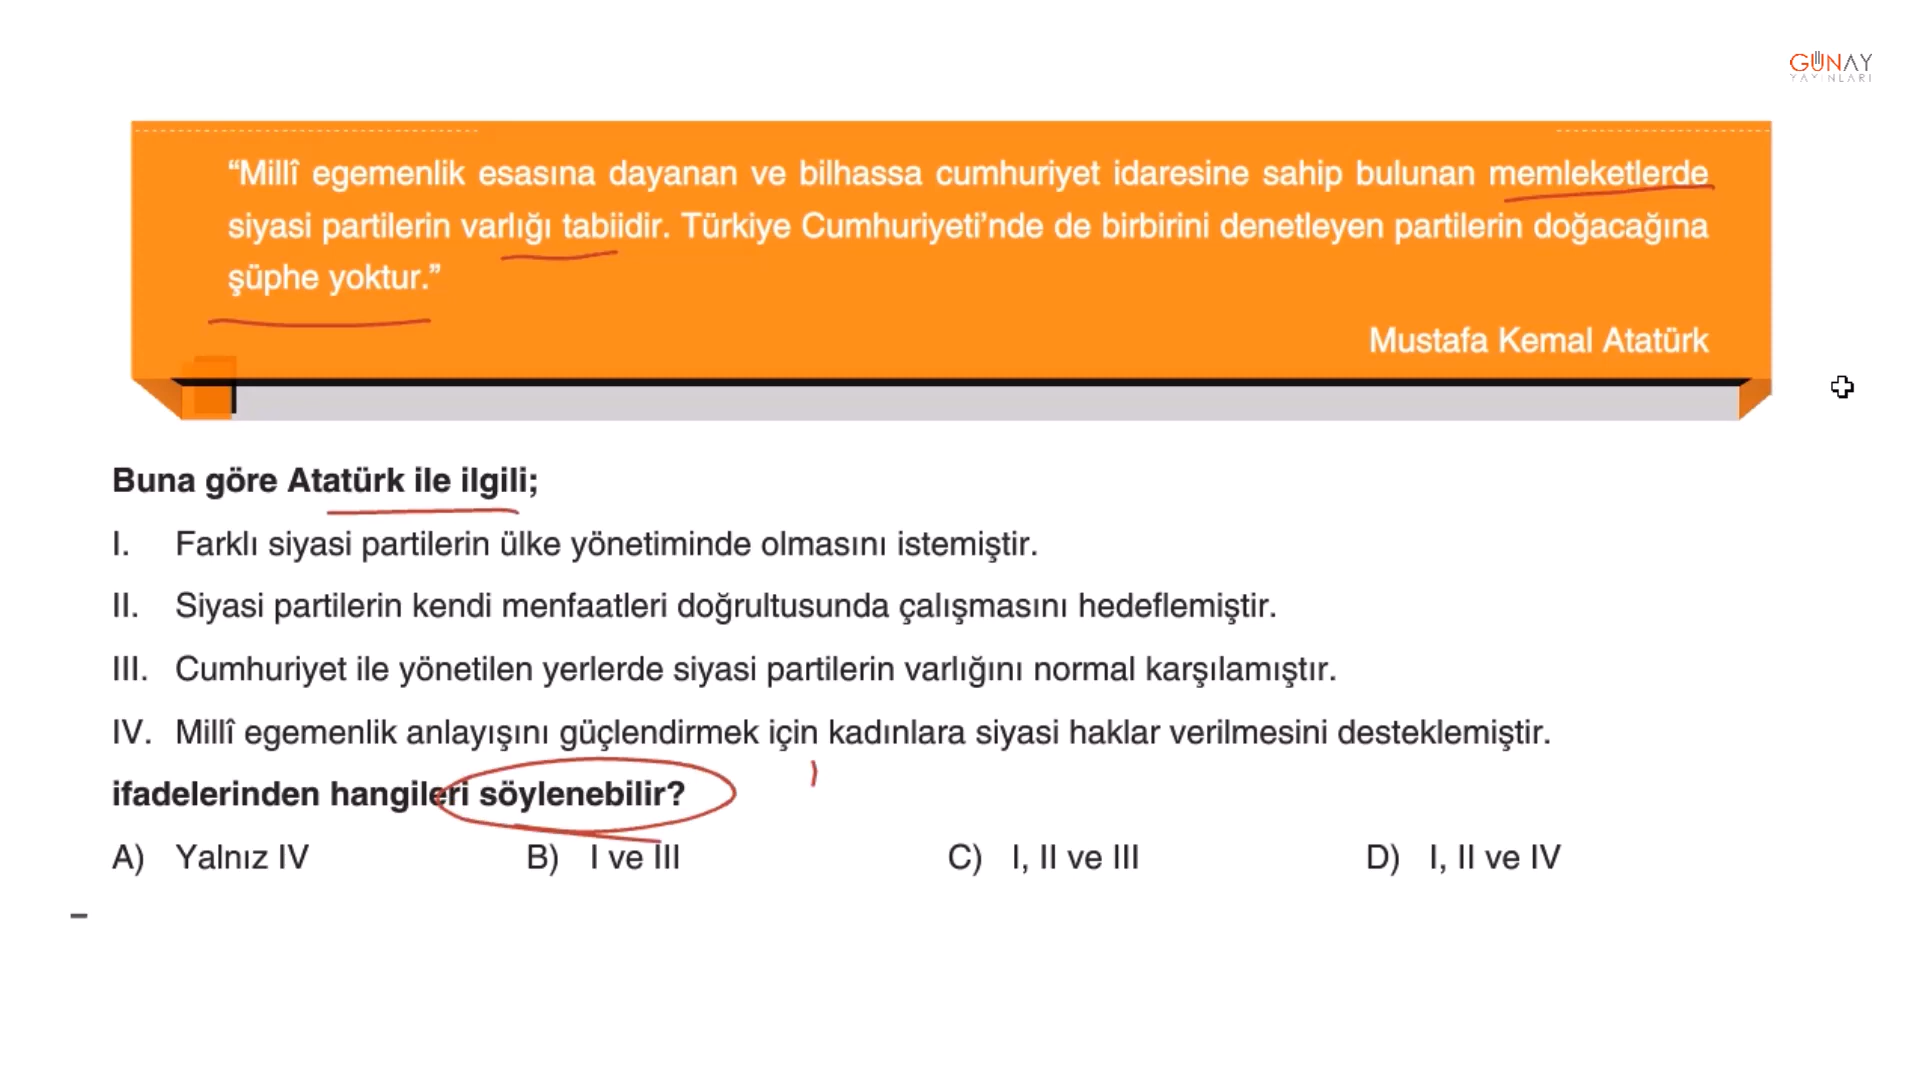 GÜNAY
YAYINLARI
“Millî egemenlik esasına dayanan ve bilhassa cumhuriyet idaresine sahip bulunan memleketlerde
siyasi partilerin varlığı tabiidir. Türkiye Cumhuriyeti’nde de birbirini denetleyen partilerin doğacağına
şüphe yoktur.”
Mustafa Kemal Atatürk
Buna göre Atatürk ile ilgili;
I. Farklı siyasi partilerin ülke yönetiminde olmasını istemiştir.
II. Siyasi partilerin kendi menfaatleri doğrultusunda çalışmasını hedeflemiştir.
III. Cumhuriyet ile yönetilen yerlerde siyasi partilerin varlığını normal karşılamıştır.
IV. Millî egemenlik anlayışını güçlendirmek için kadınlara siyasi haklar verilmesini desteklemiştir.
ifadelerinden hangileri söylenebilir?
A) Yalnız IV B) I ve III C) I, II ve III D) I, II ve IV